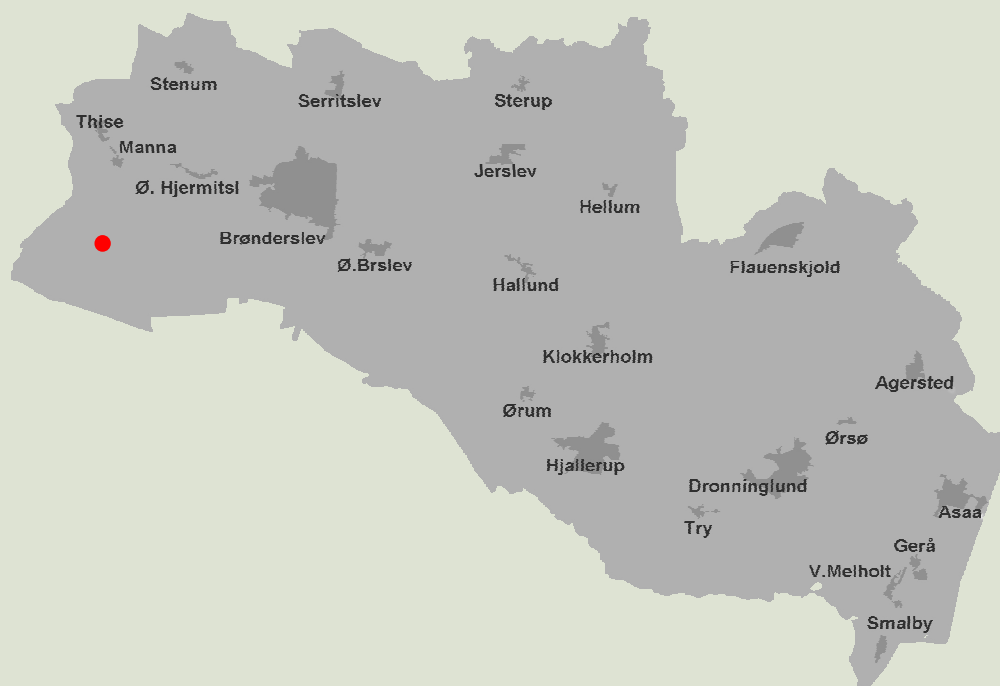 Stenum
Serritslev
Sterup
Thise
Manna
Jerslev
Ø. Hjermitsl
Hellum
Brønderslev
Ø.Brslev
Flauenskjold
Hallund
Klokkerholm
Agersted
Ørum
Ørsø
Hjallerup
Dronninglund
Asaa
Try
Gerå
V.Melholt
Smalby